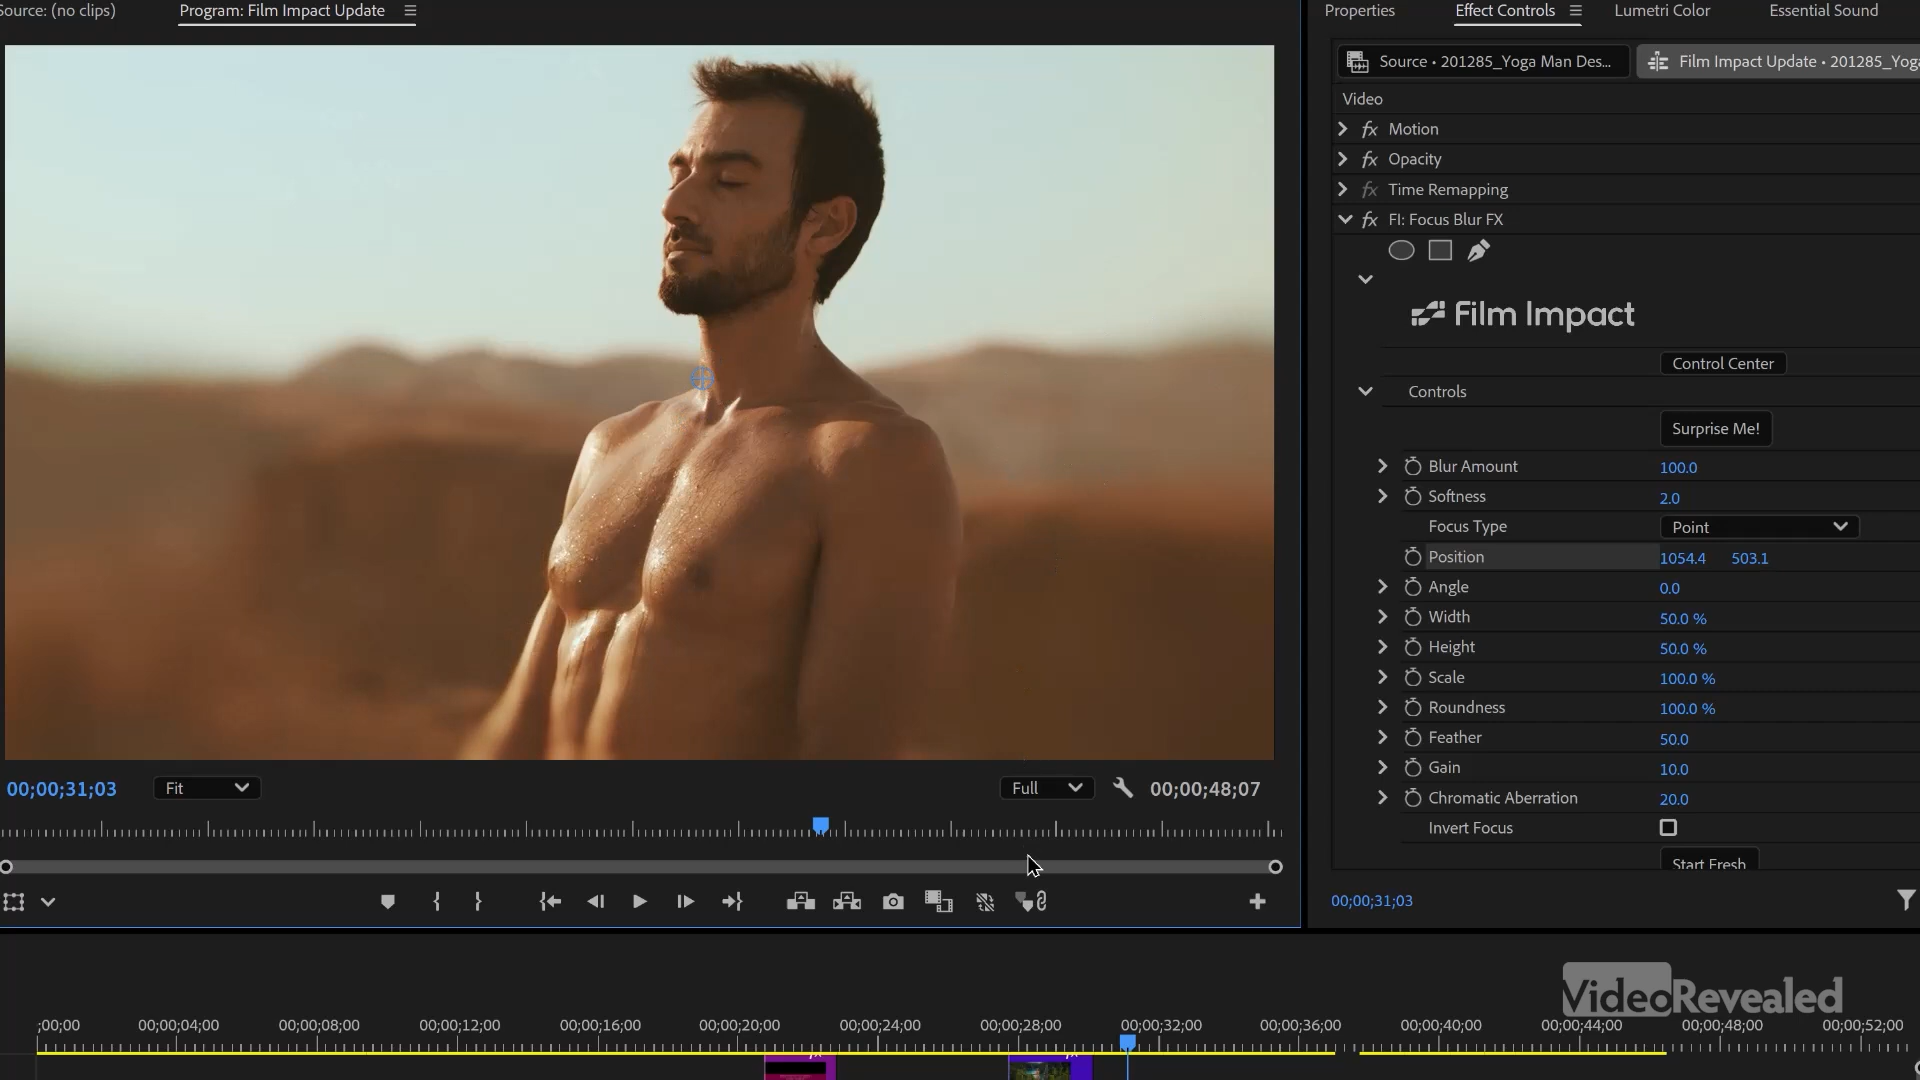 Source: (no clips)
Program: Film Impact Update
Properties
Effect Controls
Lumetri Color
Essential Sound
Source • 201285_Yoga Man Des...
Film Impact Update • 201285_Yoga
Video
fx Motion
fx Opacity
fx Time Remapping
fx FI: Focus Blur FX
Film Impact
Control Center
Controls
Surprise Me!
Blur Amount 100.0
Softness 2.0
Focus Type Point
Position 1054.4 503.1
Angle 0.0
Width 50.0 %
Height 50.0 %
Scale 100.0 %
Roundness 100.0 %
Feather 50.0
Gain 10.0
Chromatic Aberration 20.0
Invert Focus
Start Fresh
00;00;31;03
Fit
Full
00;00;48;07
00;00;31;03
VideoRevealed
;00;00 00;00;04;00 00;00;08;00 00;00;12;00 00;00;16;00 00;00;20;00 00;00;24;00 00;00;28;00 00;00;32;00 00;00;36;00 00;00;40;00 00;00;44;00 00;00;48;00 00;00;52;00